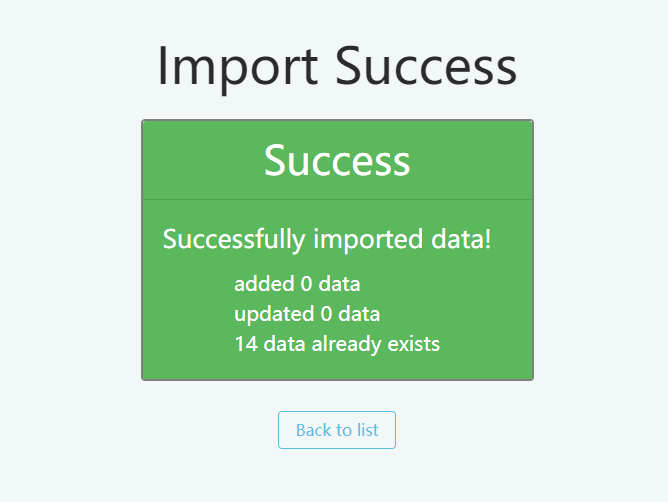 Import Success
Success
Successfully imported data!
added 0 data
updated 0 data
14 data already exists
Back to list